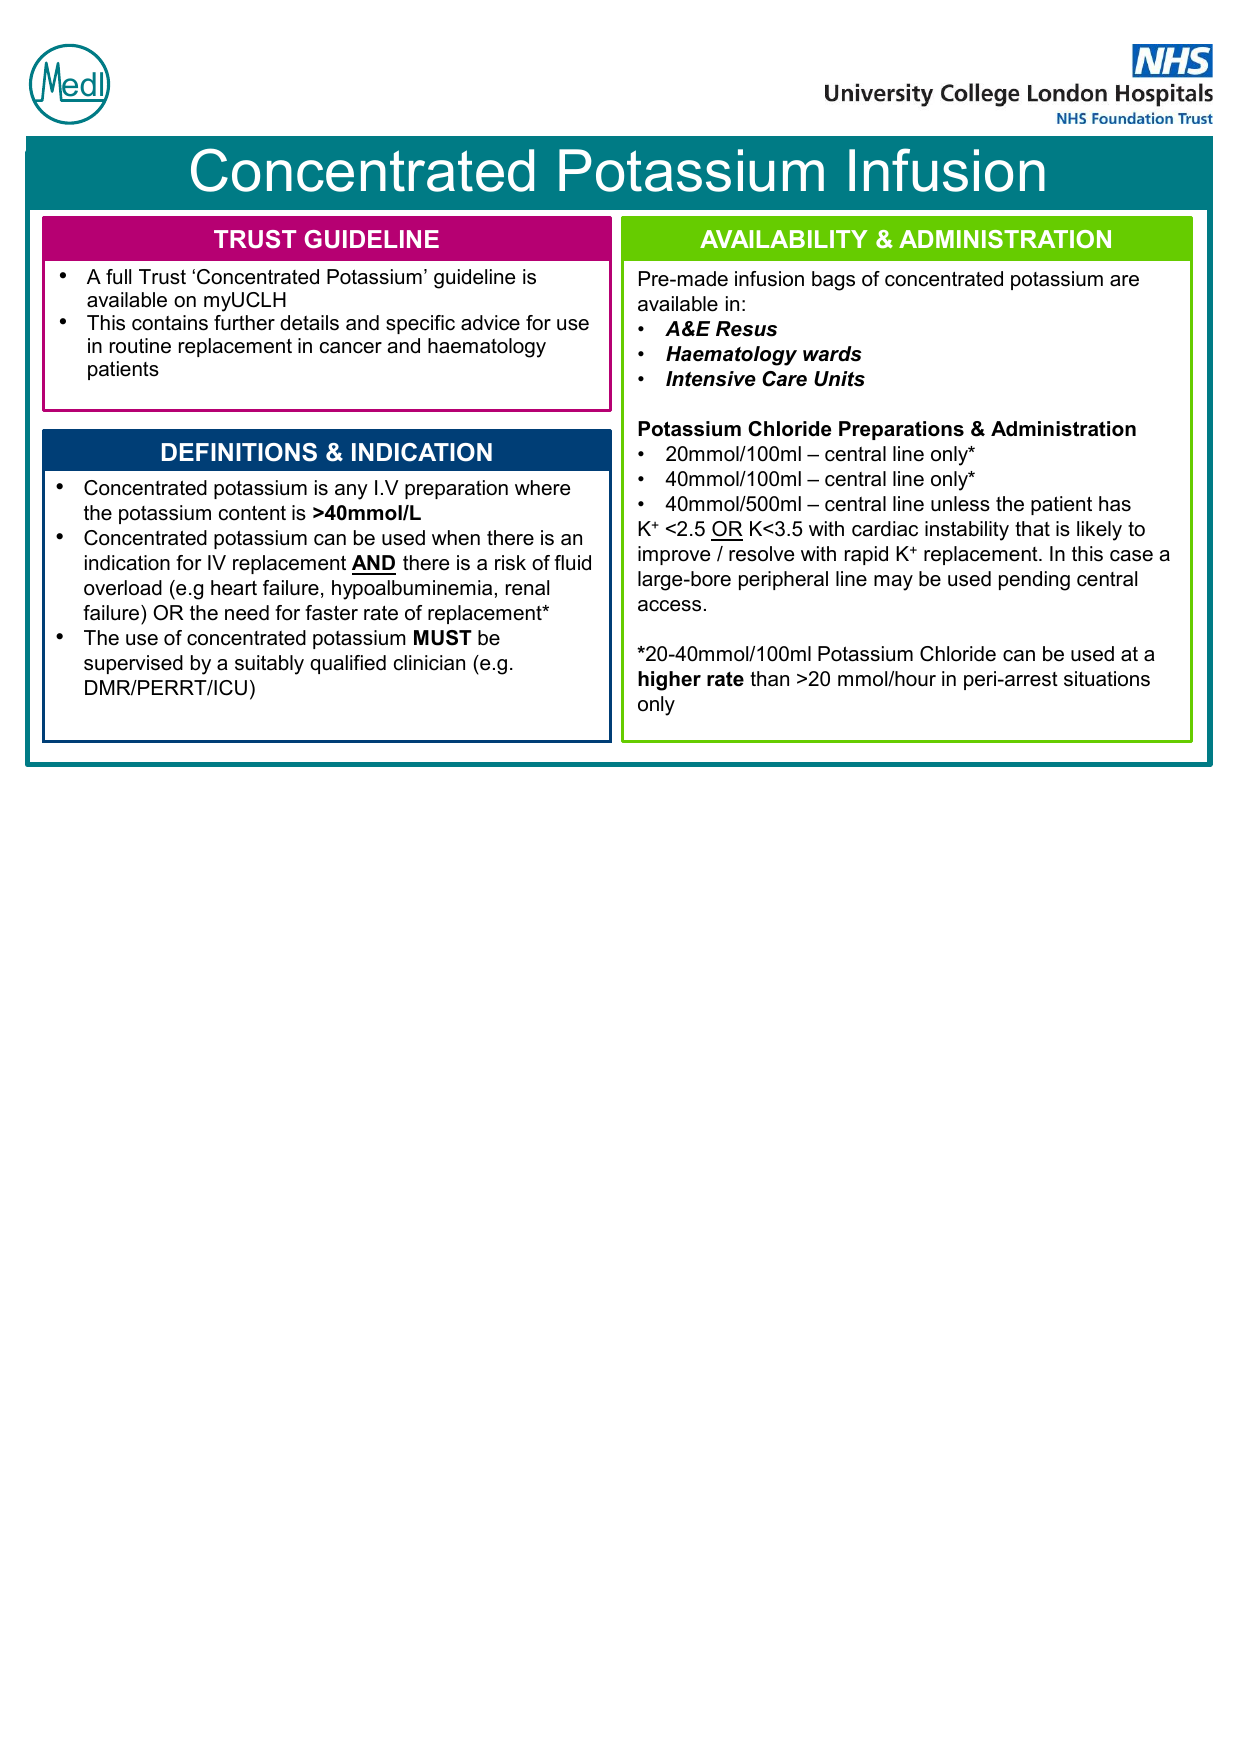 Medl
NHS
University College London Hospitals
NHS Foundation Trust
Concentrated Potassium Infusion
TRUST GUIDELINE
• A full Trust ‘Concentrated Potassium’ guideline is
available on myUCLH
• This contains further details and specific advice for use
in routine replacement in cancer and haematology
patients
DEFINITIONS & INDICATION
• Concentrated potassium is any I.V preparation where
the potassium content is >40mmol/L
• Concentrated potassium can be used when there is an
indication for IV replacement AND there is a risk of fluid
overload (e.g heart failure, hypoalbuminemia, renal
failure) OR the need for faster rate of replacement*
• The use of concentrated potassium MUST be
supervised by a suitably qualified clinician (e.g.
DMR/PERRT/ICU)
AVAILABILITY & ADMINISTRATION
Pre-made infusion bags of concentrated potassium are
available in:
• A&E Resus
• Haematology wards
• Intensive Care Units
Potassium Chloride Preparations & Administration
• 20mmol/100ml – central line only*
• 40mmol/100ml – central line only*
• 40mmol/500ml – central line unless the patient has
K⁺ <2.5 OR K<3.5 with cardiac instability that is likely to
improve / resolve with rapid K⁺ replacement. In this case a
large-bore peripheral line may be used pending central
access.
*20-40mmol/100ml Potassium Chloride can be used at a
higher rate than >20 mmol/hour in peri-arrest situations
only